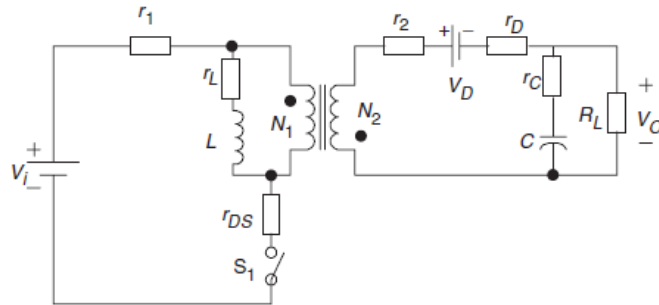 r1
r2
rD
+ −
VD
rL
rC
N1
N2
L
RL
+
VO
−
C
+
Vi
−
rDS
S1